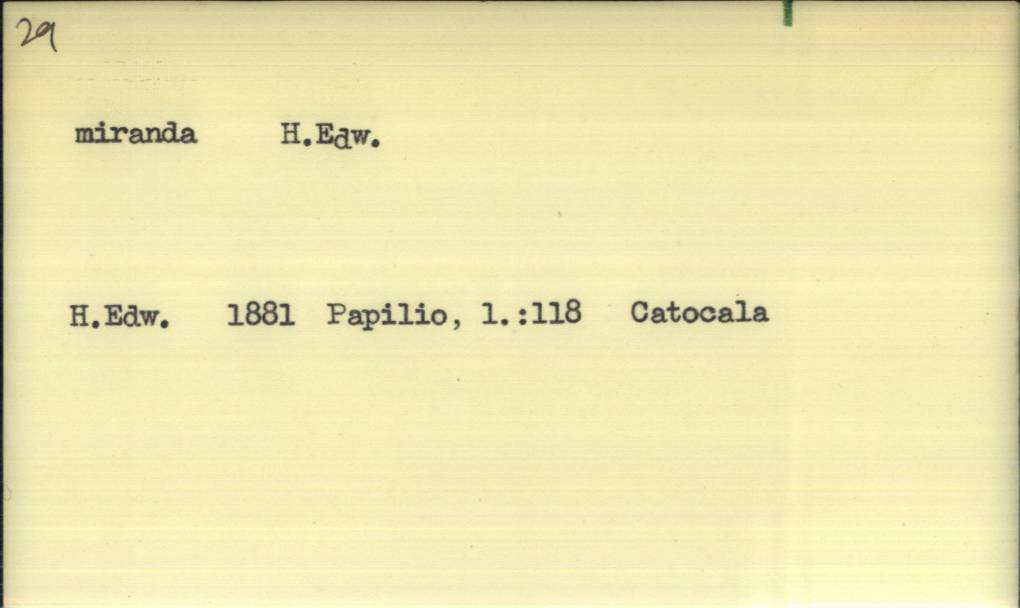 29
miranda H.Edw.
H.Edw. 1881 Papilio, 1.:118 Catocala